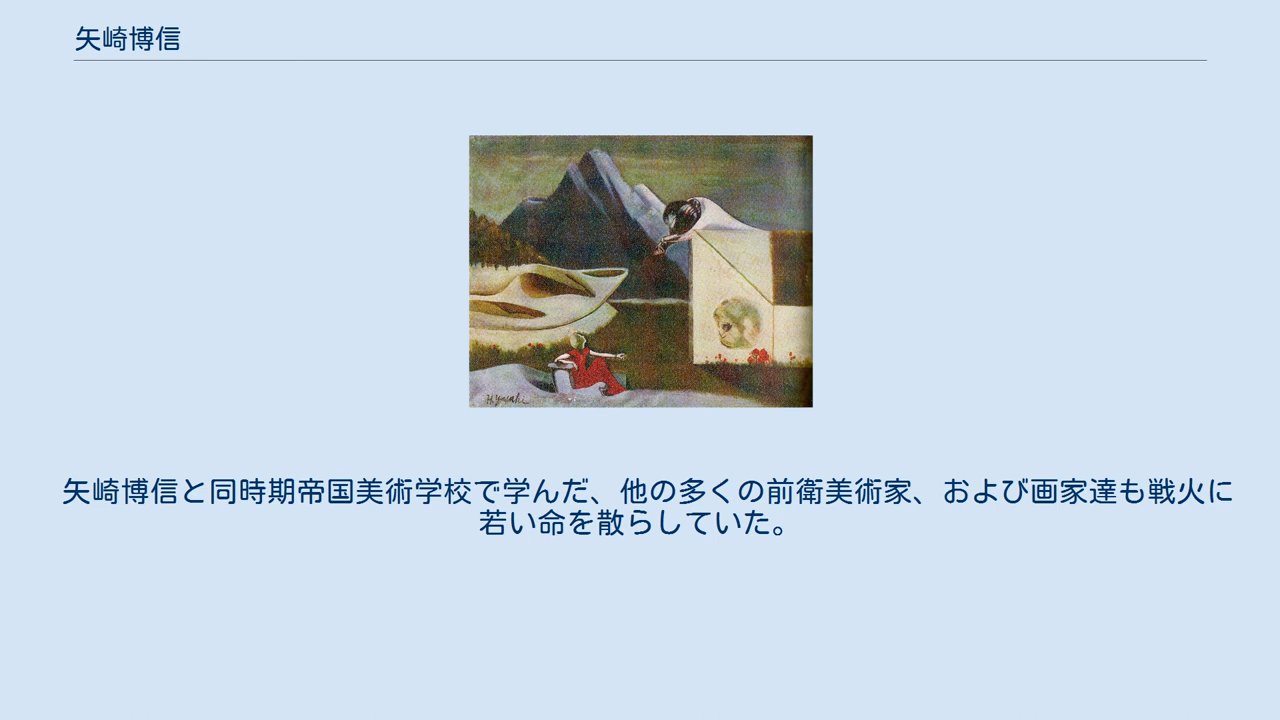 矢崎博信
H.Yazaki
矢崎博信と同時期帝国美術学校で学んだ、他の多くの前衛美術家、および画家達も戦火に
若い命を散らしていた。